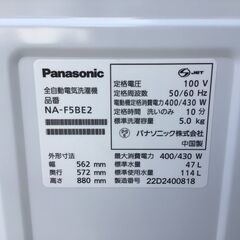 Panasonic
全自動電気洗濯機
品番
NA-F5BE2
外形寸法
幅 562 mm
奥行 572 mm
高さ 880 mm
JET
定格電圧 100 V
定格周波数 50/60 Hz
電動機定格消費電力 400/430 W
定格時間 洗いのみ 10 分
標準洗濯容量 5.0 kg
パナソニック株式会社
中国製
最大消費電力 400/430 W
標準水量 47 L
標準使用水量 114 L
製造番号 22D2400818